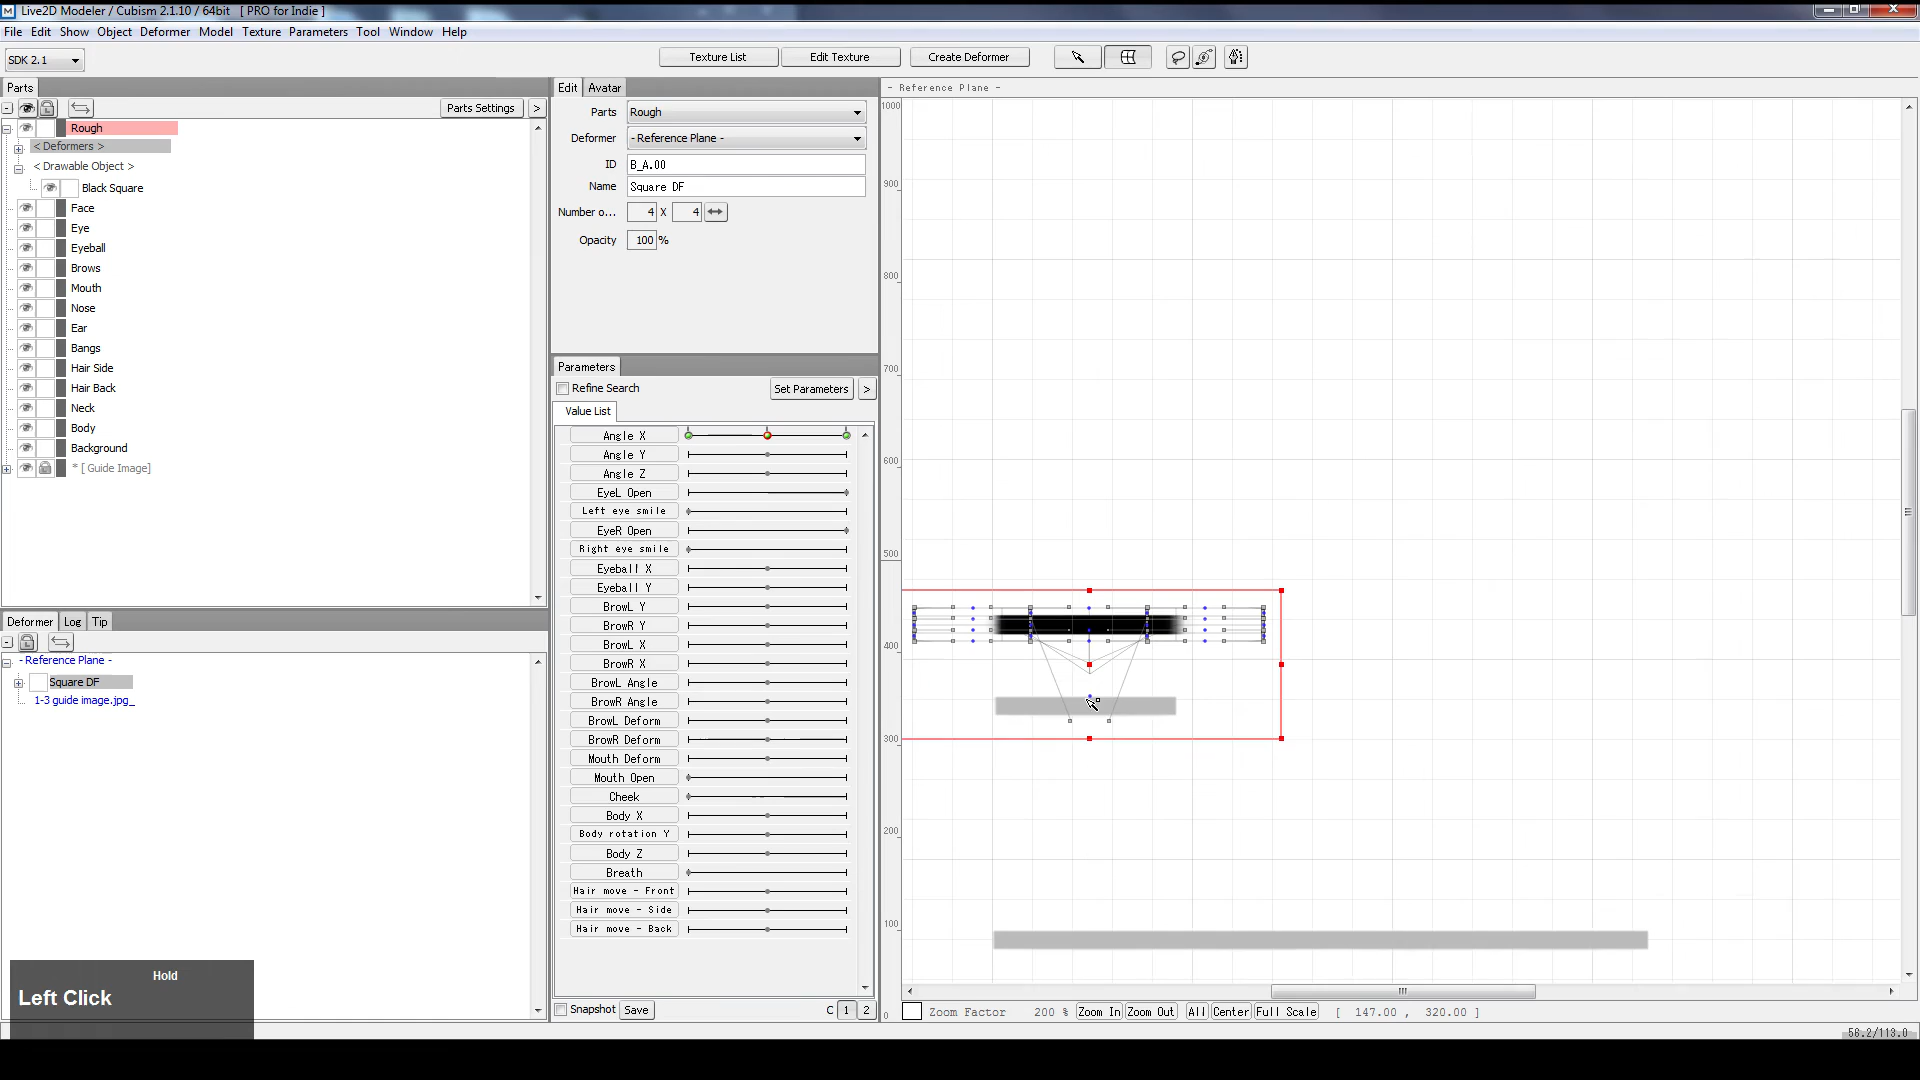 Live2D Modeler / Cubism 2.1.10 / 64bit [ PRO for Indie ]
File Edit Show Object Deformer Model Texture Parameters Tool Window Help
SDK 2.1 Texture List Edit Texture Create Deformer
Parts
Parts Settings >
Rough
< Deformers >
< Drawable Object >
Black Square
Face
Eye
Eyeball
Brows
Mouth
Nose
Ear
Bangs
Hair Side
Hair Back
Neck
Body
Background
* [ Guide Image]
Deformer Log Tip
- Reference Plane -
Square DF
1-3 guide image.jpg_
Hold
Left Click
Edit Avatar
Parts Rough
Deformer - Reference Plane -
ID B_A.00
Name Square DF
Number o... 4 X 4
Opacity 100 %
Parameters
Refine Search Set Parameters >
Value List
Angle X
Angle Y
Angle Z
EyeL Open
Left eye smile
EyeR Open
Right eye smile
Eyeball X
Eyeball Y
BrowL Y
BrowR Y
BrowL X
BrowR X
BrowL Angle
BrowR Angle
BrowL Deform
BrowR Deform
Mouth Deform
Mouth Open
Cheek
Body X
Body rotation Y
Body Z
Breath
Hair move - Front
Hair move - Side
Hair move - Back
Snapshot Save C 1 2
- Reference Plane -
1000
900
800
700
600
500
400
300
200
100
0
Zoom Factor 200 % Zoom In Zoom Out All Center Full Scale [ 147.00 , 320.00 ]
56.2/113.0